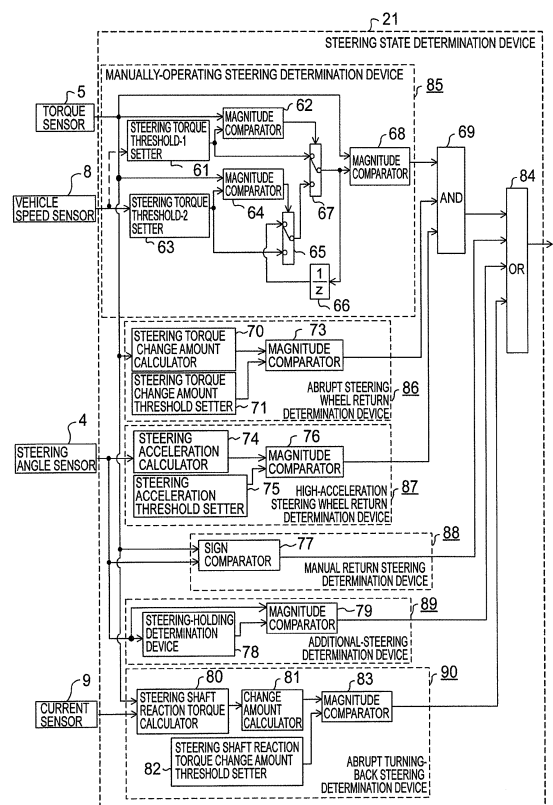 21
STEERING STATE DETERMINATION DEVICE
MANUALLY-OPERATING STEERING DETERMINATION DEVICE
85
5
TORQUE
SENSOR
STEERING TORQUE
THRESHOLD-1
SETTER
61
MAGNITUDE
COMPARATOR
62
8
VEHICLE
SPEED SENSOR
STEERING TORQUE
THRESHOLD-2
SETTER
63
MAGNITUDE
COMPARATOR
64
65
1
Z
66
67
68
MAGNITUDE
COMPARATOR
69
AND
84
OR
70
STEERING TORQUE
CHANGE AMOUNT
CALCULATOR
STEERING TORQUE
CHANGE AMOUNT
THRESHOLD SETTER
71
73
MAGNITUDE
COMPARATOR
ABRUPT STEERING
WHEEL RETURN
DETERMINATION DEVICE
86
4
STEERING
ANGLE SENSOR
STEERING
ACCELERATION
CALCULATOR
74
STEERING
ACCELERATION
THRESHOLD SETTER
75
76
MAGNITUDE
COMPARATOR
HIGH-ACCELERATION
STEERING WHEEL RETURN
DETERMINATION DEVICE
87
SIGN
COMPARATOR
77
88
MANUAL RETURN STEERING
DETERMINATION DEVICE
STEERING-HOLDING
DETERMINATION
DEVICE
78
MAGNITUDE
COMPARATOR
79
89
ADDITIONAL-STEERING
DETERMINATION DEVICE
9
CURRENT
SENSOR
80
STEERING SHAFT
REACTION TORQUE
CALCULATOR
81
CHANGE
AMOUNT
CALCULATOR
83
MAGNITUDE
COMPARATOR
90
82
STEERING SHAFT REACTION
TORQUE CHANGE AMOUNT
THRESHOLD SETTER
ABRUPT TURNING-
BACK STEERING
DETERMINATION DEVICE